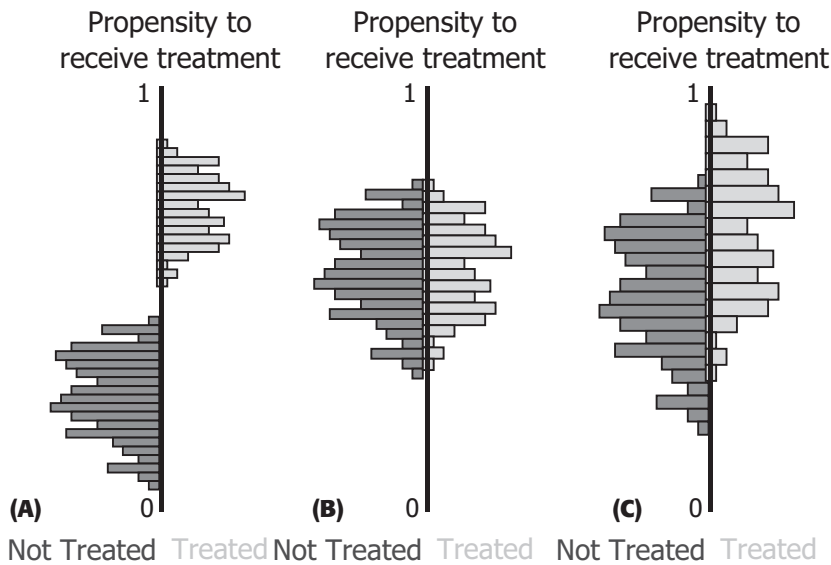 Propensity to
receive treatment
1
(A)
0
Not Treated Treated
Propensity to
receive treatment
1
(B)
0
Not Treated Treated
Propensity to
receive treatment
1
(C)
0
Not Treated Treated